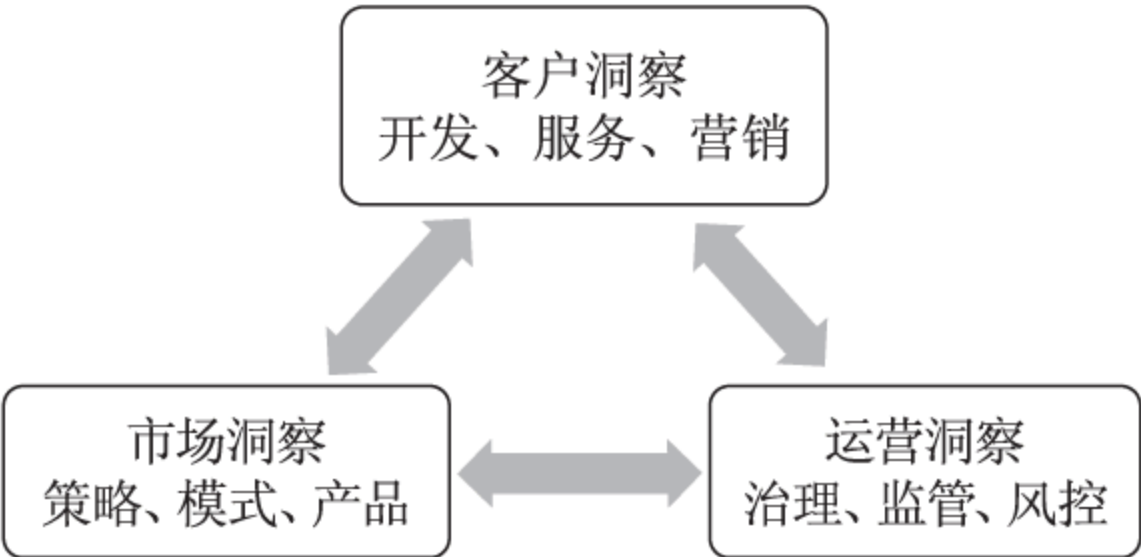 客户洞察
开发、服务、营销
市场洞察
策略、模式、产品
运营洞察
治理、监管、风控